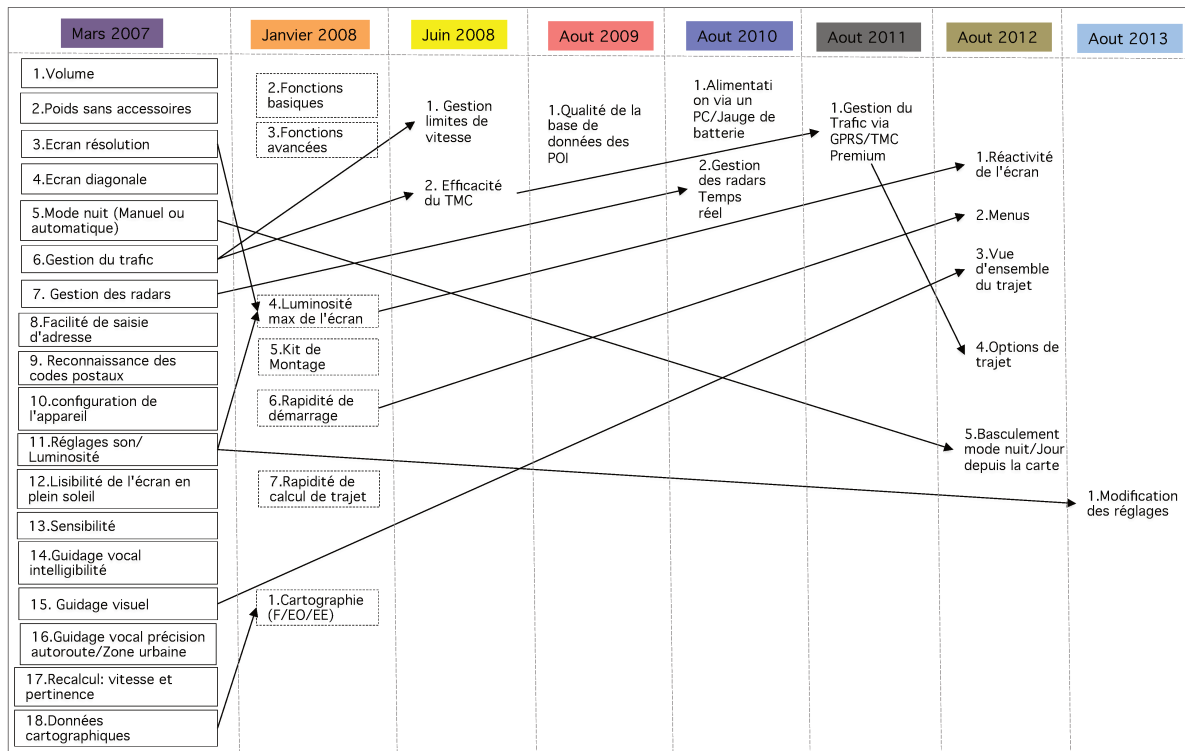 Mars 2007
Janvier 2008
Juin 2008
Aout 2009
Aout 2010
Aout 2011
Aout 2012
Aout 2013
1.Volume
2.Poids sans accessoires
3.Ecran résolution
4.Ecran diagonale
5.Mode nuit (Manuel ou
automatique)
6.Gestion du trafic
7. Gestion des radars
8.Facilité de saisie
d'adresse
9. Reconnaissance des
codes postaux
10.configuration de
l'appareil
11.Réglages son/
Luminosité
12.Lisibilité de l'écran en
plein soleil
13.Sensibilité
14.Guidage vocal
intelligibilité
15. Guidage visuel
16.Guidage vocal précision
autoroute/Zone urbaine
17.Recalcul: vitesse et
pertinence
18.Données
cartographiques
2.Fonctions
basiques
3.Fonctions
avancées
4.Luminosité
max de l'écran
5.Kit de
Montage
6.Rapidité de
démarrage
7.Rapidité de
calcul de trajet
1.Cartographie
(F/EO/EE)
1. Gestion
limites de
vitesse
2. Efficacité
du TMC
1.Qualité de la
base de
données des
POI
1.Alimentati
on via un
PC/Jauge de
batterie
2.Gestion
des radars
Temps
réel
1.Gestion du
Trafic via
GPRS/TMC
Premium
1.Réactivité
de l'écran
2.Menus
3.Vue
d'ensemble
du trajet
4.Options de
trajet
5.Basculement
mode nuit/Jour
depuis la carte
1.Modification
des réglages